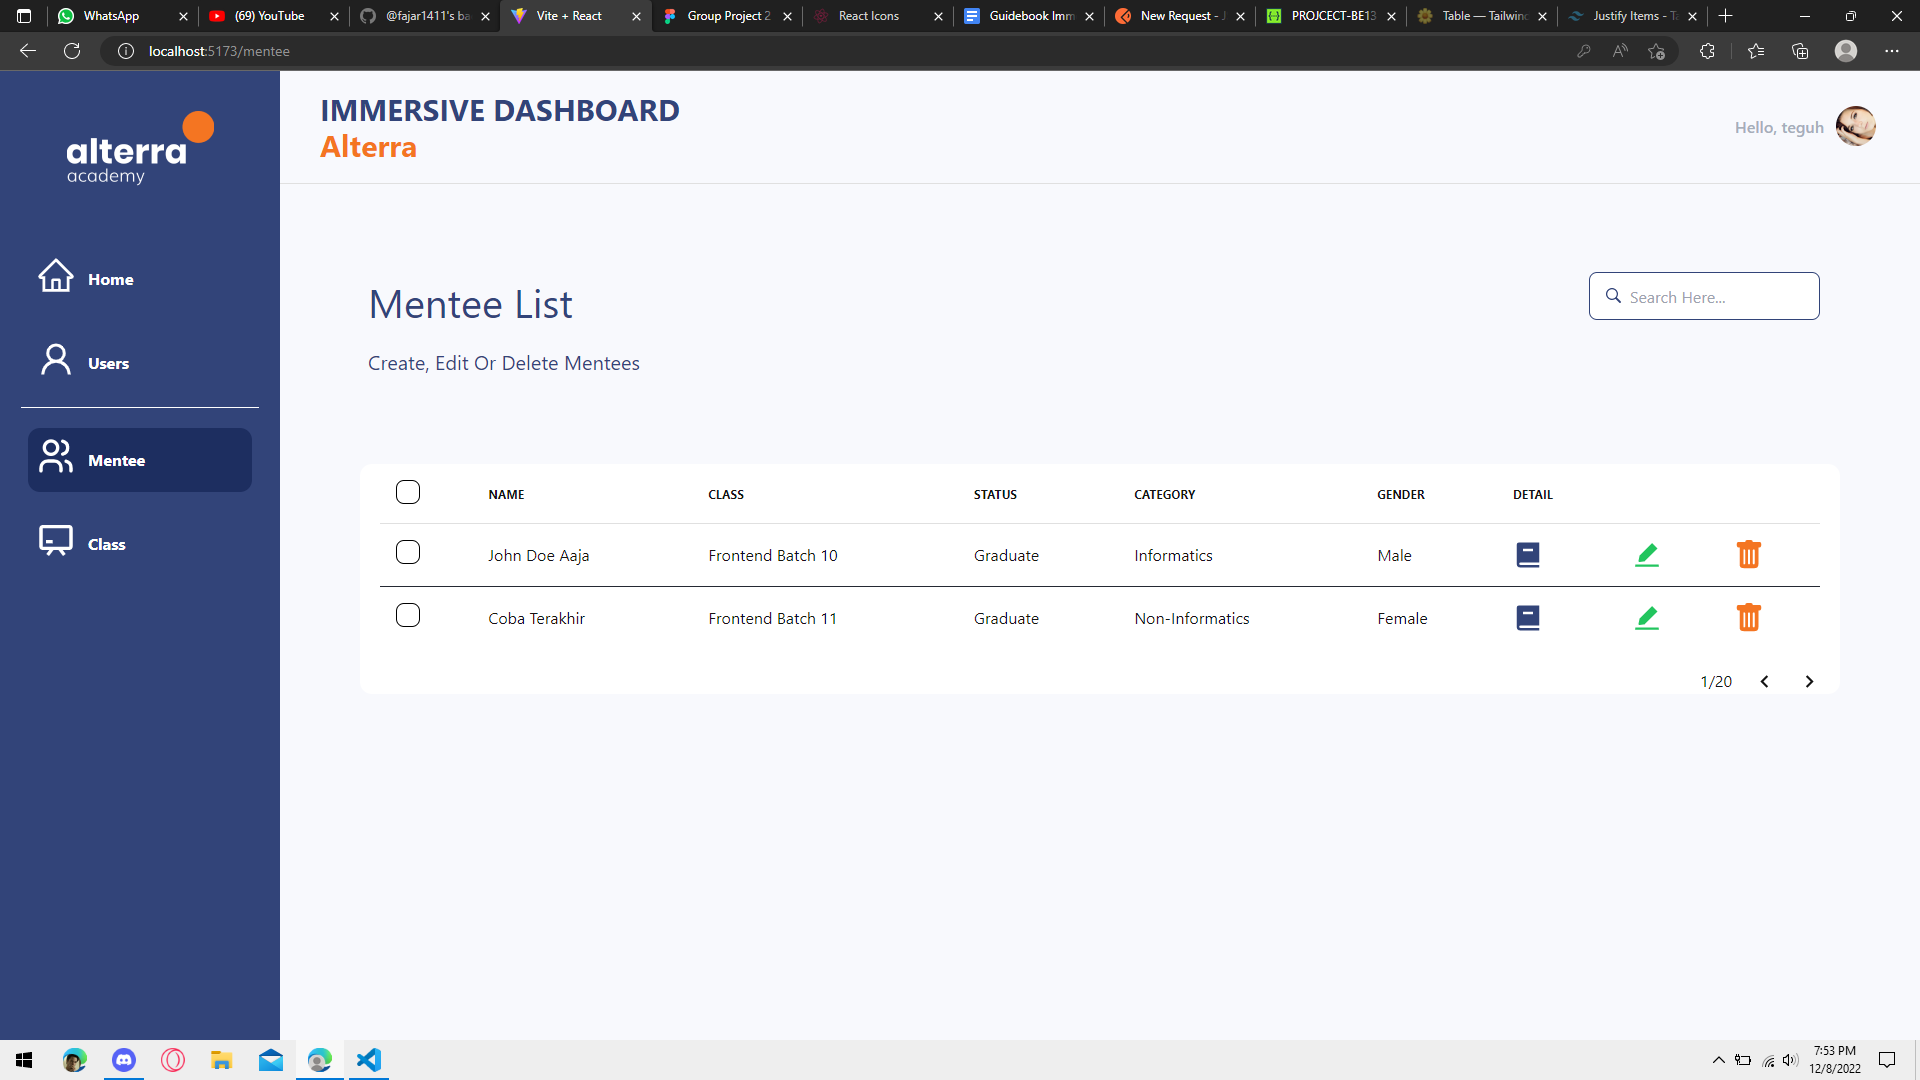 WhatsApp
(69) YouTube
@fajar1411's ba
Vite + React
Group Project 2
React Icons
Guidebook Imm
New Request - J
PROJCECT-BE13
Table — Tailwind
Justify Items - Ta
localhost:5173/mentee
alterra
academy
Home
Users
Mentee
Class
IMMERSIVE DASHBOARD
Alterra
Hello, teguh
Mentee List
Search Here...
Create, Edit Or Delete Mentees
NAME CLASS STATUS CATEGORY GENDER DETAIL
John Doe Aaja Frontend Batch 10 Graduate Informatics Male
Coba Terakhir Frontend Batch 11 Graduate Non-Informatics Female
1/20
7:53 PM
12/8/2022